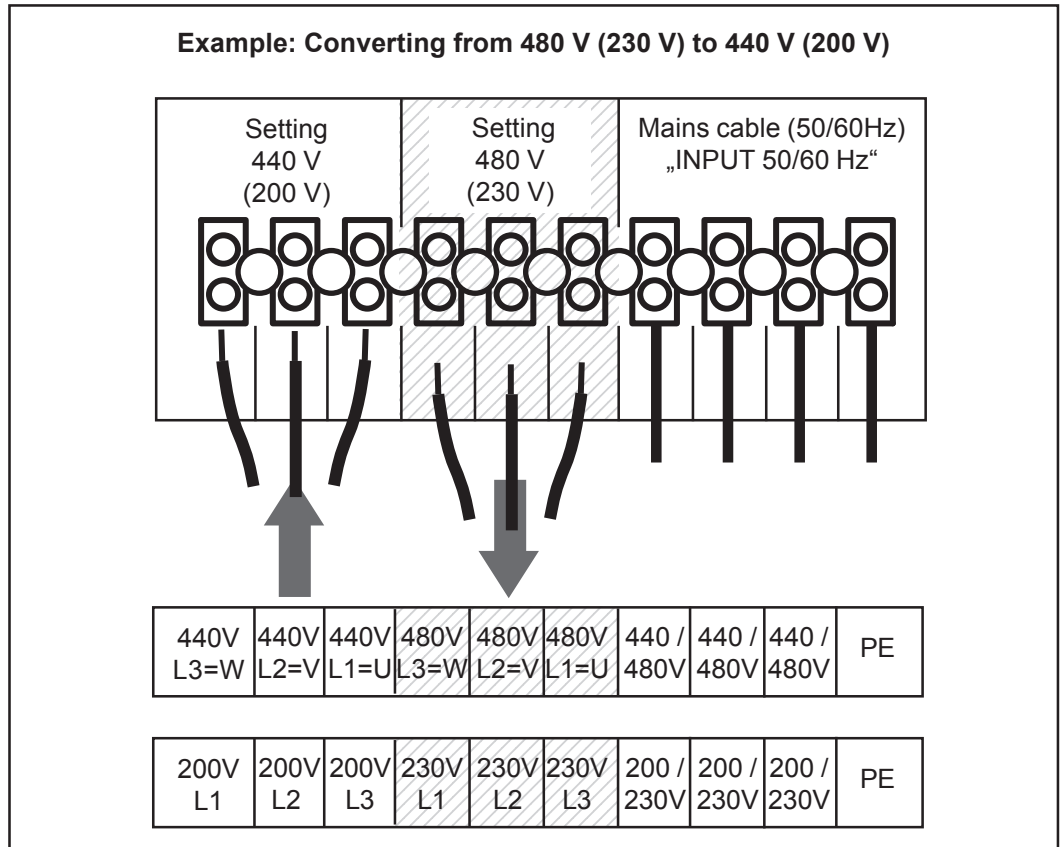 Example: Converting from 480 V (230 V) to 440 V (200 V)
Setting
440 V
(200 V)
Setting
480 V
(230 V)
Mains cable (50/60Hz)
„INPUT 50/60 Hz“
440V 440V 440V 480V 480V 480V 440 / 440 / 440 / PE
L3=W L2=V L1=U L3=W L2=V L1=U 480V 480V 480V
200V 200V 200V 230V 230V 230V 200 / 200 / 200 / PE
L1 L2 L3 L1 L2 L3 230V 230V 230V